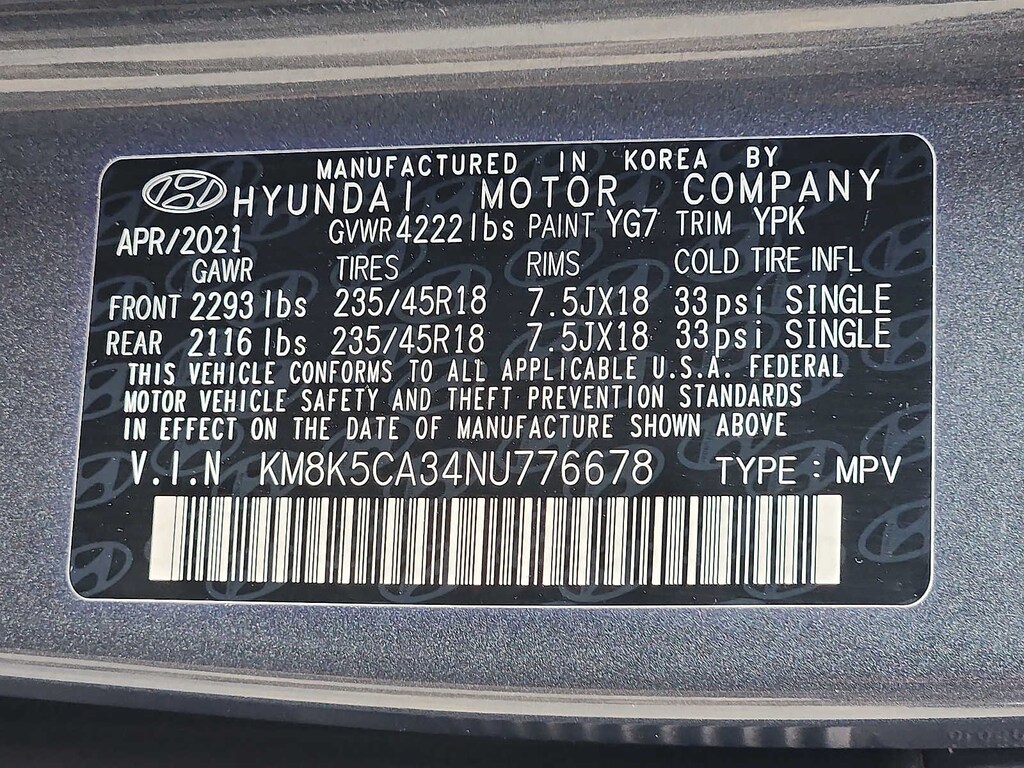 MANUFACTURED IN KOREA BY
HYUNDAI MOTOR COMPANY
APR/2021 GVWR 4222 lbs PAINT YG7 TRIM YPK
GAWR TIRES RIMS COLD TIRE INFL
FRONT 2293 lbs 235/45R18 7.5JX18 33psi SINGLE
REAR 2116 lbs 235/45R18 7.5JX18 33psi SINGLE
THIS VEHICLE CONFORMS TO ALL APPLICABLE U.S.A. FEDERAL
MOTOR VEHICLE SAFETY AND THEFT PREVENTION STANDARDS
IN EFFECT ON THE DATE OF MANUFACTURE SHOWN ABOVE
V.I.N KM8K5CA34NU776678 TYPE : MPV